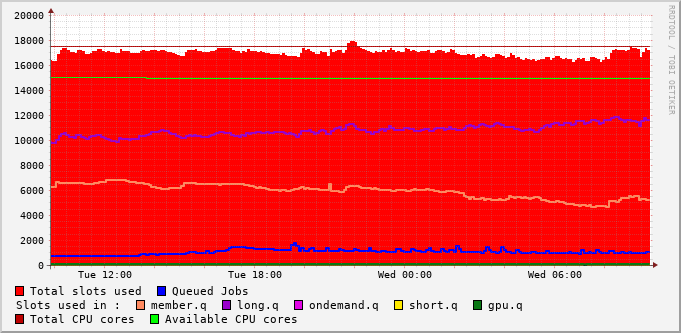 20000
18000
16000
14000
12000
10000
8000
6000
4000
2000
0
Tue 12:00 Tue 18:00 Wed 00:00 Wed 06:00
RRDTOOL / TOBI OETIKER
Total slots used Queued Jobs
Slots used in : member.q long.q ondemand.q short.q gpu.q
Total CPU cores Available CPU cores